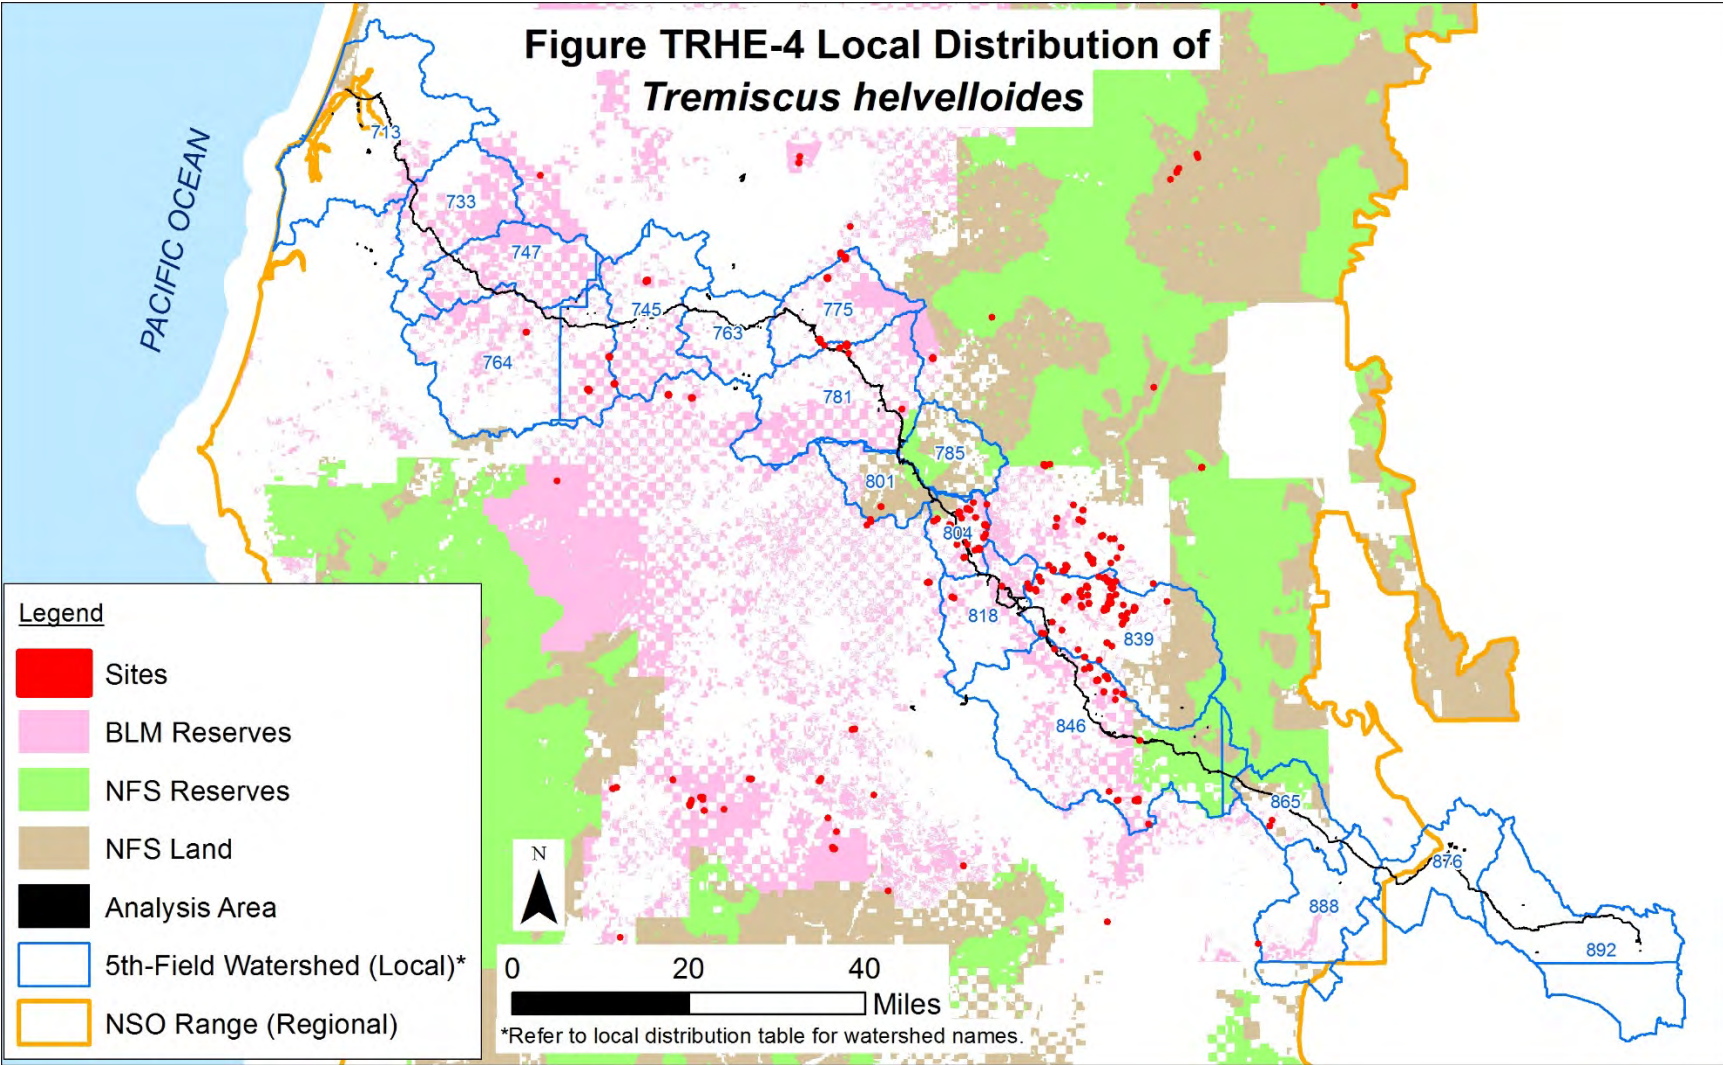 Figure TRHE-4 Local Distribution of
Tremiscus helvelloides
PACIFIC OCEAN
713
733
747
745
775
763
764
781
785
801
804
818
839
846
865
876
888
892
Legend
Sites
BLM Reserves
NFS Reserves
NFS Land
Analysis Area
5th-Field Watershed (Local)*
NSO Range (Regional)
N
0 20 40
Miles
*Refer to local distribution table for watershed names.